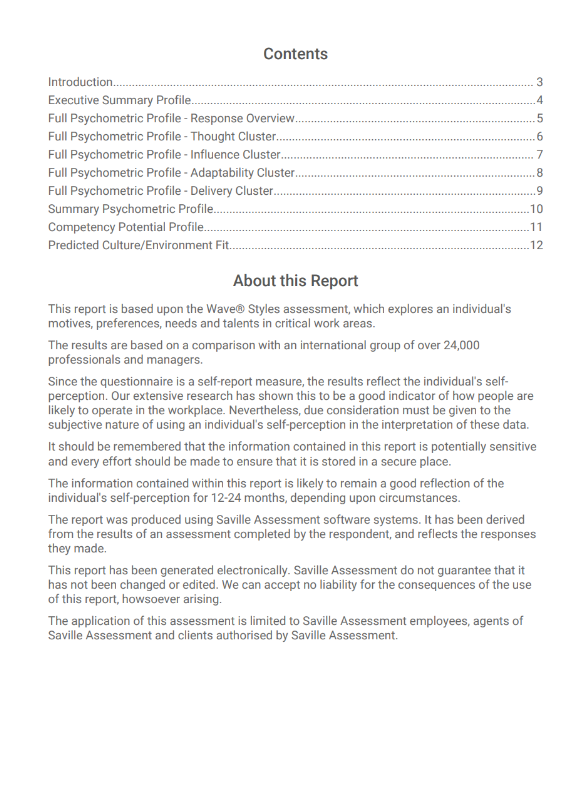 Contents
Introduction....................................................................................................................................... 3
Executive Summary Profile..............................................................................................................4
Full Psychometric Profile - Response Overview.............................................................................5
Full Psychometric Profile - Thought Cluster...................................................................................6
Full Psychometric Profile - Influence Cluster................................................................................. 7
Full Psychometric Profile - Adaptability Cluster.............................................................................8
Full Psychometric Profile - Delivery Cluster....................................................................................9
Summary Psychometric Profile.....................................................................................................10
Competency Potential Profile........................................................................................................11
Predicted Culture/Environment Fit................................................................................................12
About this Report
This report is based upon the Wave® Styles assessment, which explores an individual's
motives, preferences, needs and talents in critical work areas.
The results are based on a comparison with an international group of over 24,000
professionals and managers.
Since the questionnaire is a self-report measure, the results reflect the individual's self-
perception. Our extensive research has shown this to be a good indicator of how people are
likely to operate in the workplace. Nevertheless, due consideration must be given to the
subjective nature of using an individual's self-perception in the interpretation of these data.
It should be remembered that the information contained in this report is potentially sensitive
and every effort should be made to ensure that it is stored in a secure place.
The information contained within this report is likely to remain a good reflection of the
individual's self-perception for 12-24 months, depending upon circumstances.
The report was produced using Saville Assessment software systems. It has been derived
from the results of an assessment completed by the respondent, and reflects the responses
they made.
This report has been generated electronically. Saville Assessment do not guarantee that it
has not been changed or edited. We can accept no liability for the consequences of the use
of this report, howsoever arising.
The application of this assessment is limited to Saville Assessment employees, agents of
Saville Assessment and clients authorised by Saville Assessment.